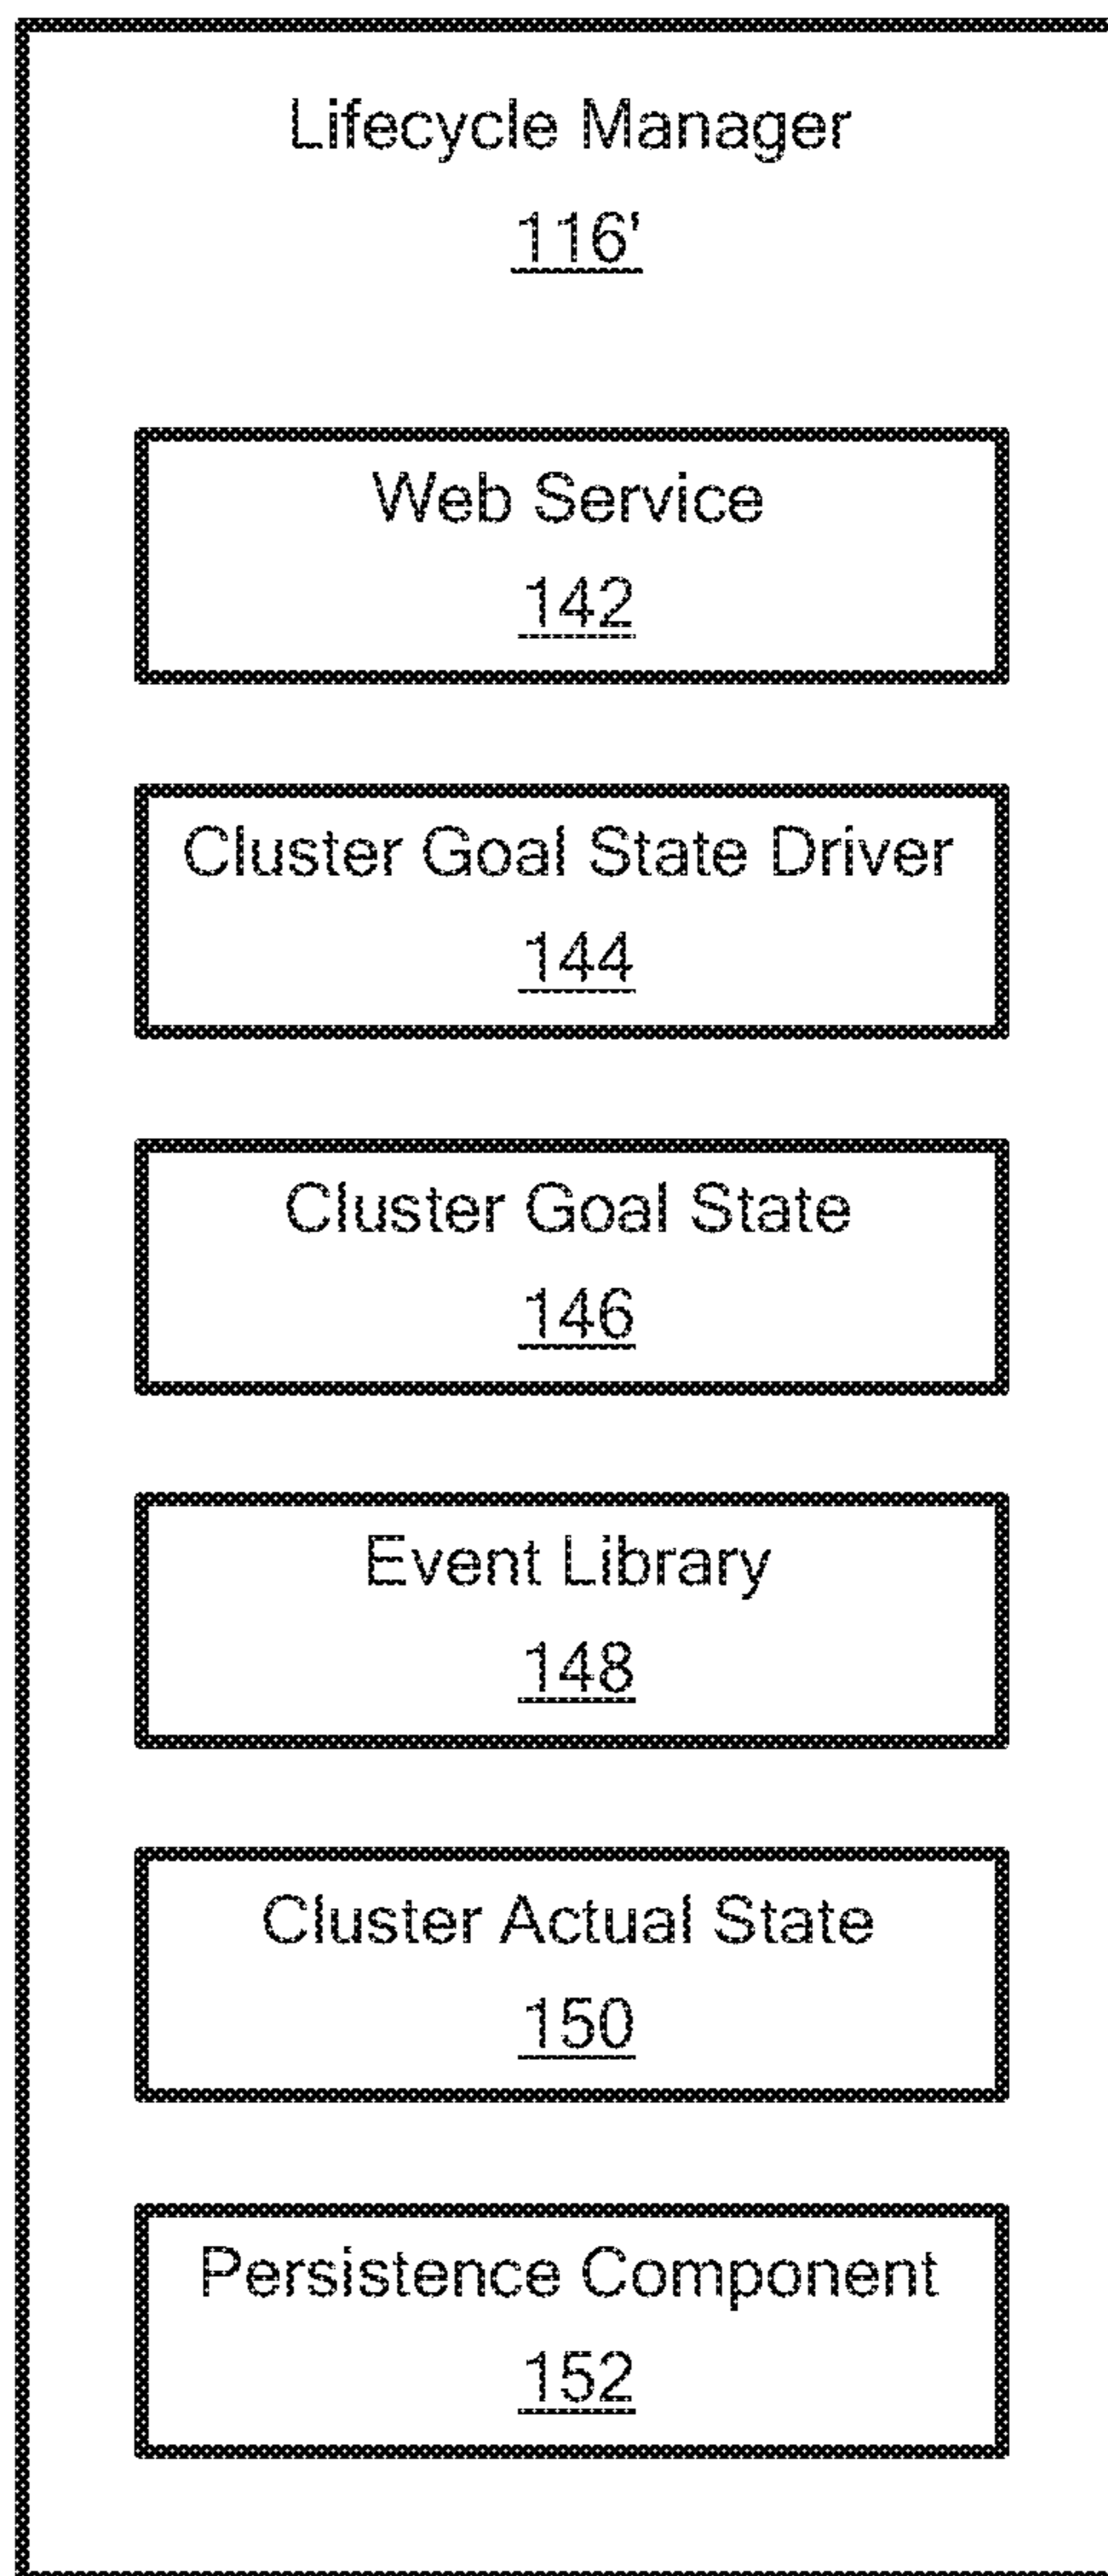 Lifecycle Manager
116'
Web Service
142
Cluster Goal State Driver
144
Cluster Goal State
146
Event Library
148
Cluster Actual State
150
Persistence Component
152